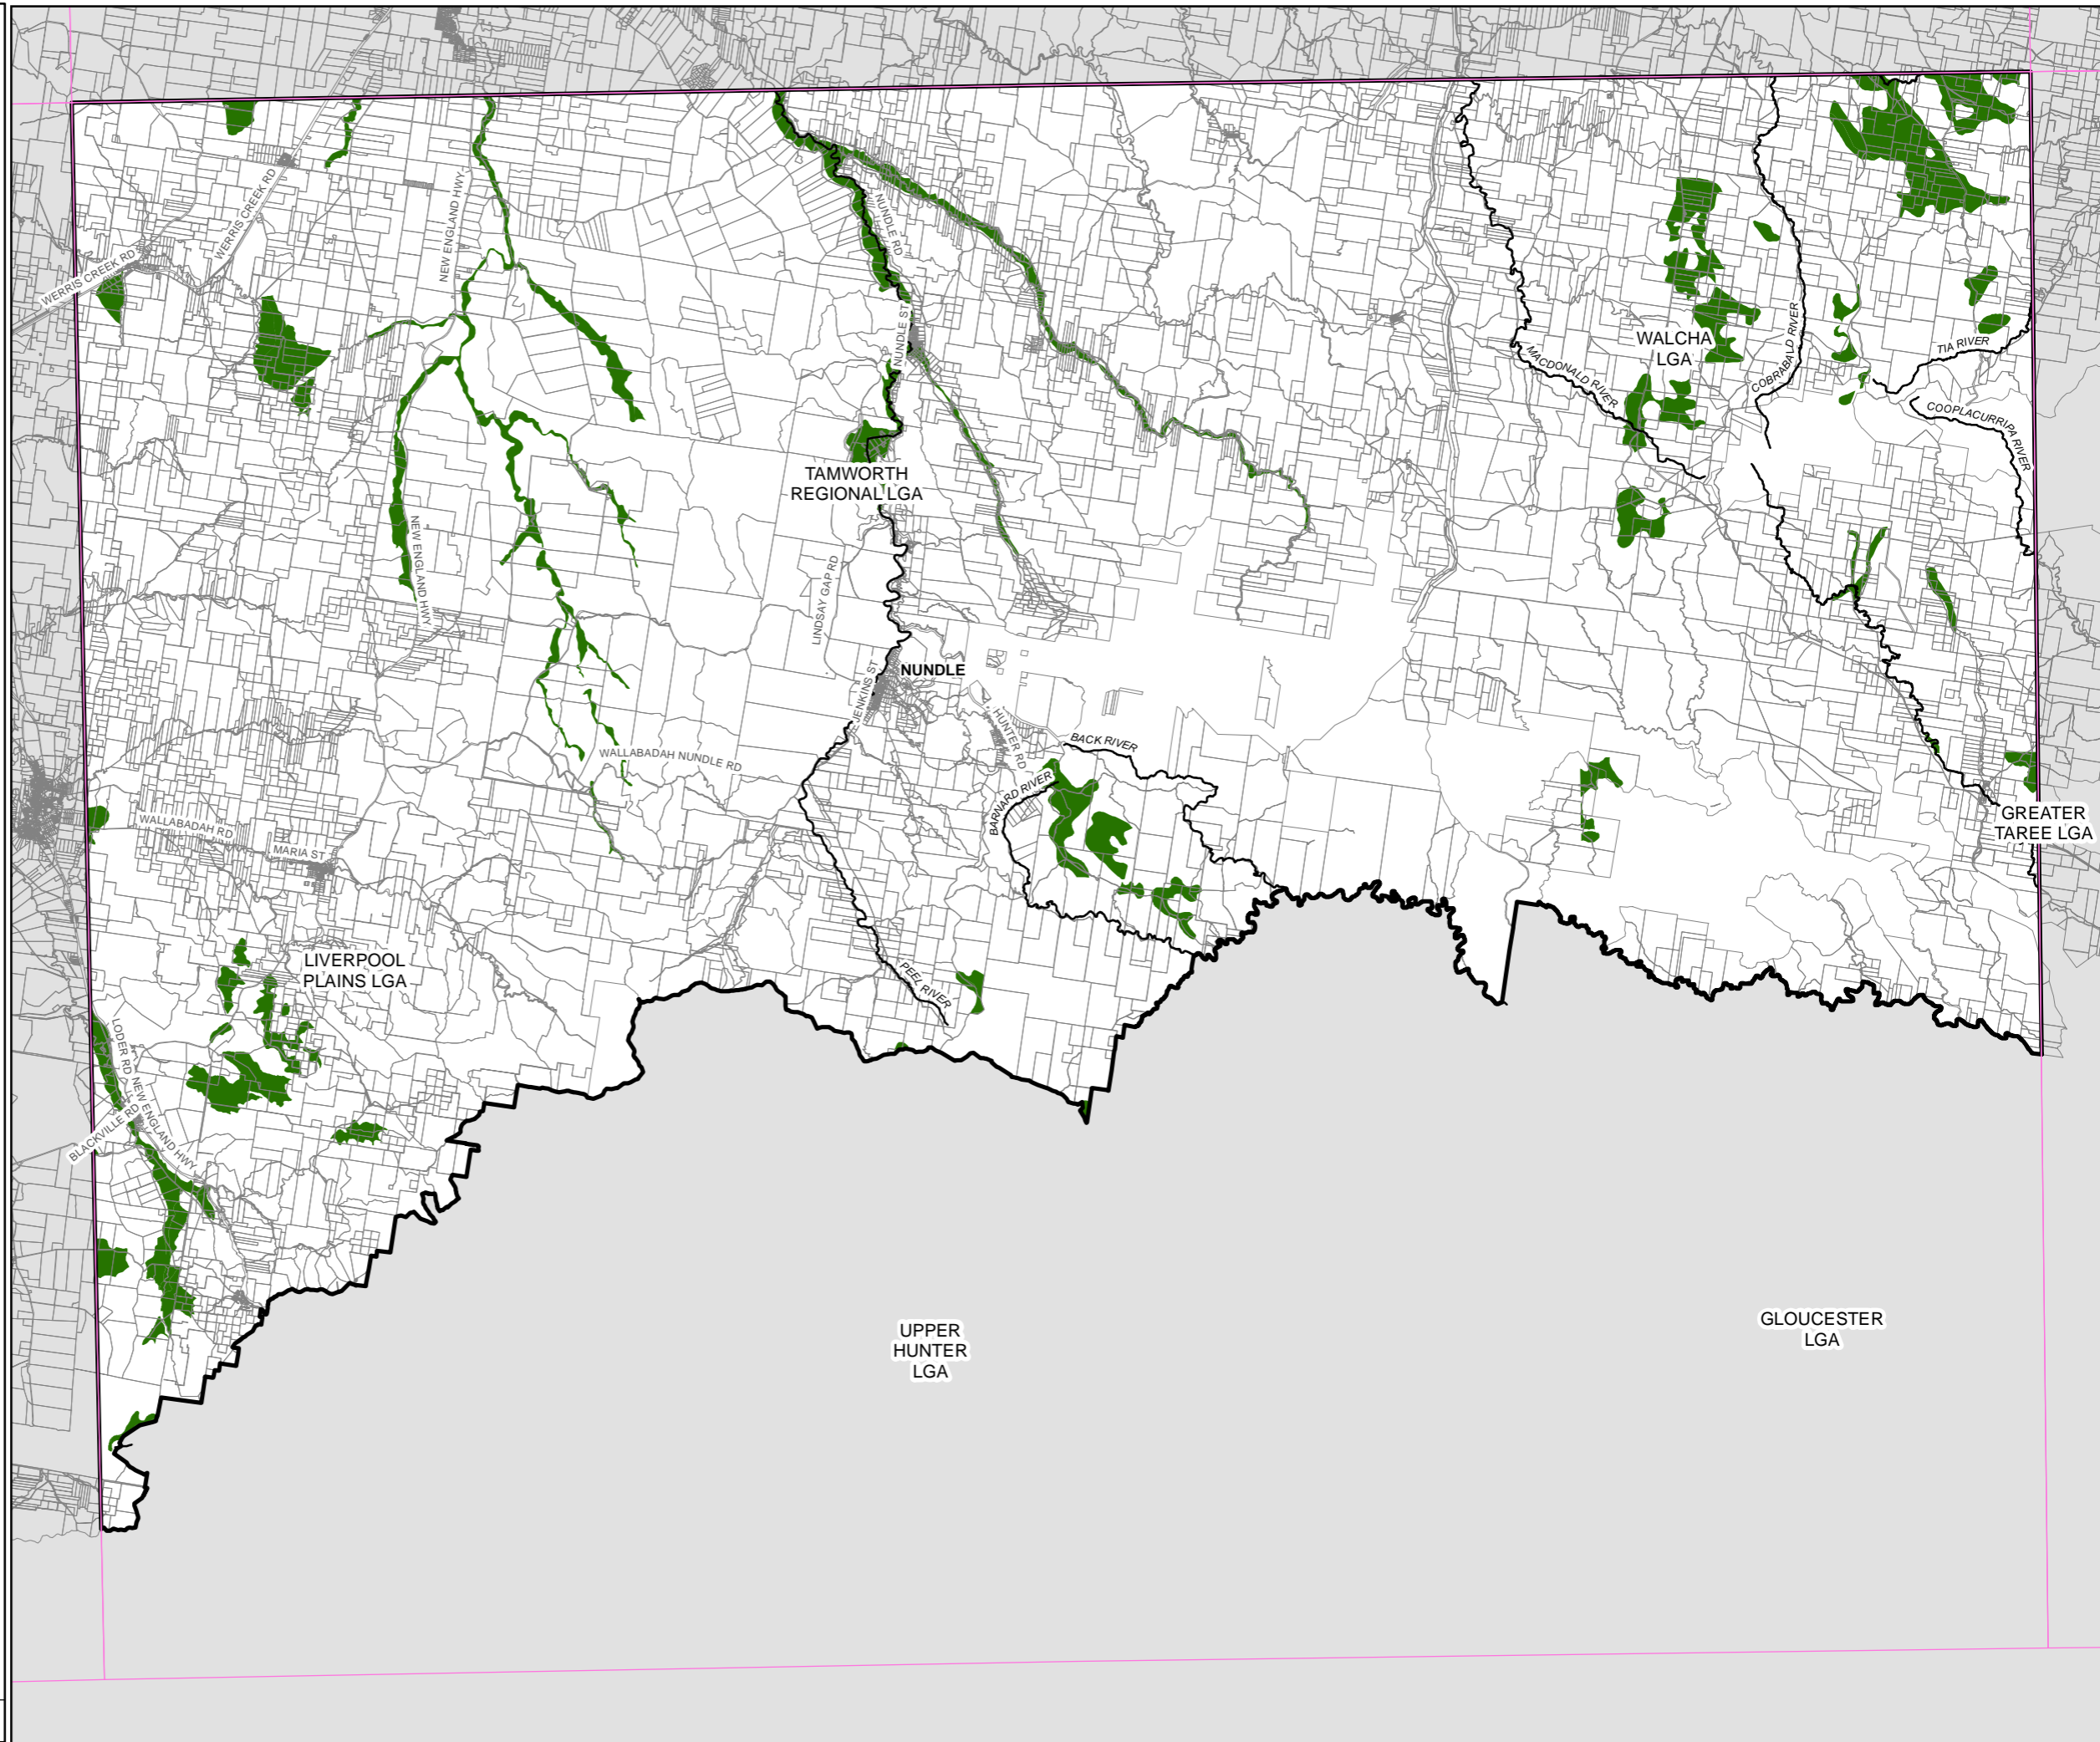 WERRIS CREEK RD
WERRIS CREEK RD
NEW ENGLAND HWY
NUNDLE RD
NUNDLE ST
WALCHA
LGA
MACDONALD RIVER
COBRABALD RIVER
TIA RIVER
COOPLACURRIPA RIVER
TAMWORTH
REGIONAL LGA
NEW ENGLAND HWY
LINDSAY GAP RD
JENKINS ST
NUNDLE
HUNTER RD
BACK RIVER
WALLABADAH NUNDLE RD
BARNARD RIVER
WALLABADAH RD
MARIA ST
GREATER
TAREE LGA
LIVERPOOL
PLAINS LGA
PEEL RIVER
LODER RD
NEW ENGLAND HWY
BLACKVILLE RD
UPPER
HUNTER
LGA
GLOUCESTER
LGA